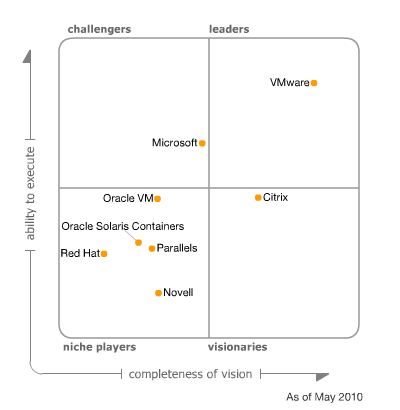 challengers
leaders
VMware
Microsoft
ability to execute
Oracle VM
Citrix
Oracle Solaris Containers
Parallels
Red Hat
Novell
niche players
visionaries
completeness of vision
As of May 2010